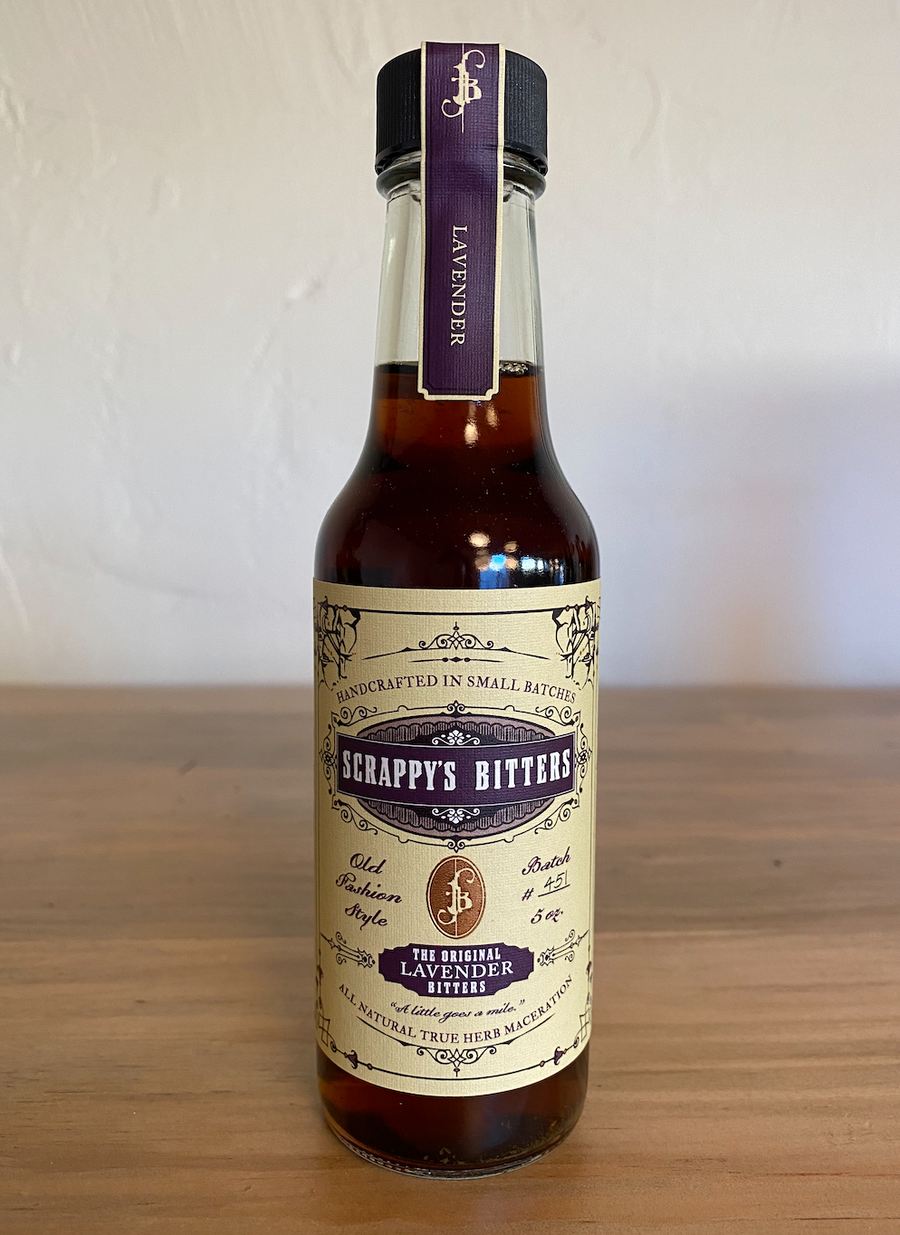 LAVENDER
HANDCRAFTED IN SMALL BATCHES
SCRAPPY'S BITTERS
Old
Fashion
Style
Batch
# 451
5 oz.
THE ORIGINAL
LAVENDER
BITTERS
"A little goes a mile."
ALL NATURAL TRUE HERB MACERATION